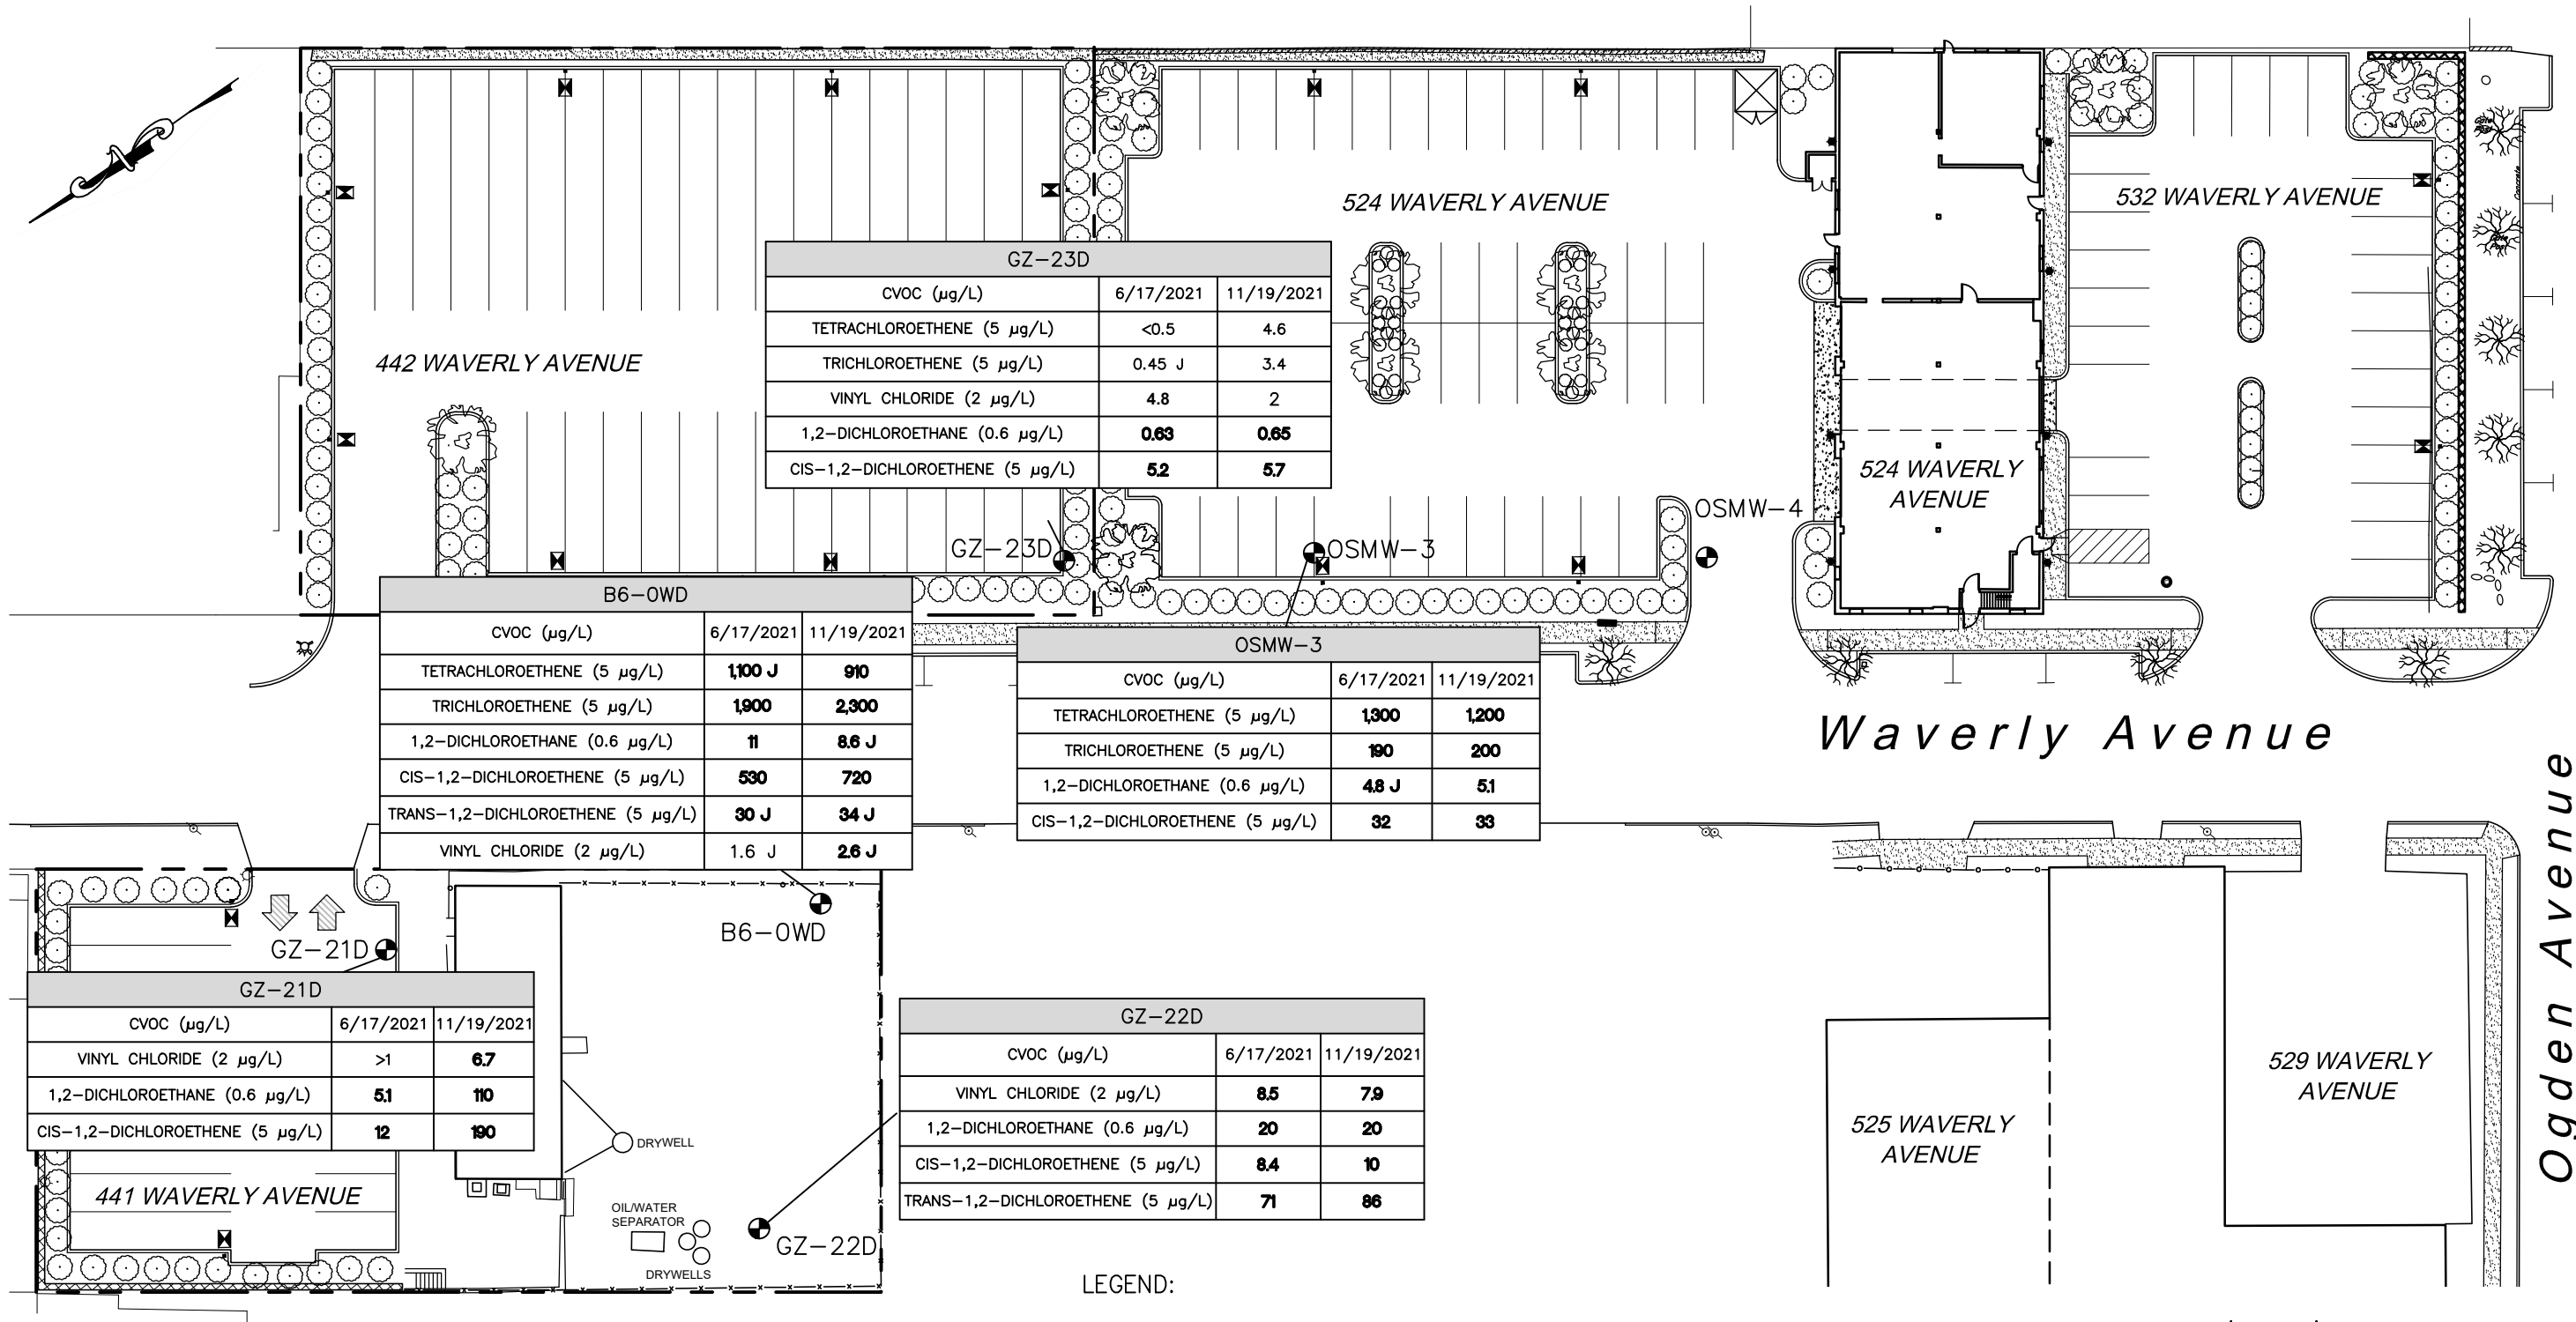 524 WAVERLY AVENUE
532 WAVERLY AVENUE
442 WAVERLY AVENUE
GZ-23D
CVOC (µg/L) 6/17/2021 11/19/2021
TETRACHLOROETHENE (5 µg/L) <0.5 4.6
TRICHLOROETHENE (5 µg/L) 0.45 J 3.4
VINYL CHLORIDE (2 µg/L) 4.8 2
1,2-DICHLOROETHANE (0.6 µg/L) 0.63 0.65
CIS-1,2-DICHLOROETHENE (5 µg/L) 5.2 5.7
524 WAVERLY
AVENUE
OSMW-4
GZ-23D
OSMW-3
B6-OWD
CVOC (µg/L) 6/17/2021 11/19/2021
TETRACHLOROETHENE (5 µg/L) 1,100 J 910
TRICHLOROETHENE (5 µg/L) 1,900 2,300
1,2-DICHLOROETHANE (0.6 µg/L) 11 8.6 J
CIS-1,2-DICHLOROETHENE (5 µg/L) 530 720
TRANS-1,2-DICHLOROETHENE (5 µg/L) 30 J 34 J
VINYL CHLORIDE (2 µg/L) 1.6 J 2.6 J
OSMW-3
CVOC (µg/L) 6/17/2021 11/19/2021
TETRACHLOROETHENE (5 µg/L) 1,300 1,200
TRICHLOROETHENE (5 µg/L) 190 200
1,2-DICHLOROETHANE (0.6 µg/L) 4.8 J 5.1
CIS-1,2-DICHLOROETHENE (5 µg/L) 32 33
Waverly Avenue
Ogden Avenue
B6-OWD
GZ-21D
GZ-21D
CVOC (µg/L) 6/17/2021 11/19/2021
VINYL CHLORIDE (2 µg/L) >1 6.7
1,2-DICHLOROETHANE (0.6 µg/L) 5.1 110
CIS-1,2-DICHLOROETHENE (5 µg/L) 12 190
GZ-22D
CVOC (µg/L) 6/17/2021 11/19/2021
VINYL CHLORIDE (2 µg/L) 8.5 7.9
1,2-DICHLOROETHANE (0.6 µg/L) 20 20
CIS-1,2-DICHLOROETHENE (5 µg/L) 8.4 10
TRANS-1,2-DICHLOROETHENE (5 µg/L) 71 86
529 WAVERLY
AVENUE
525 WAVERLY
AVENUE
DRYWELL
441 WAVERLY AVENUE
OIL/WATER
SEPARATOR
DRYWELLS
GZ-22D
LEGEND: